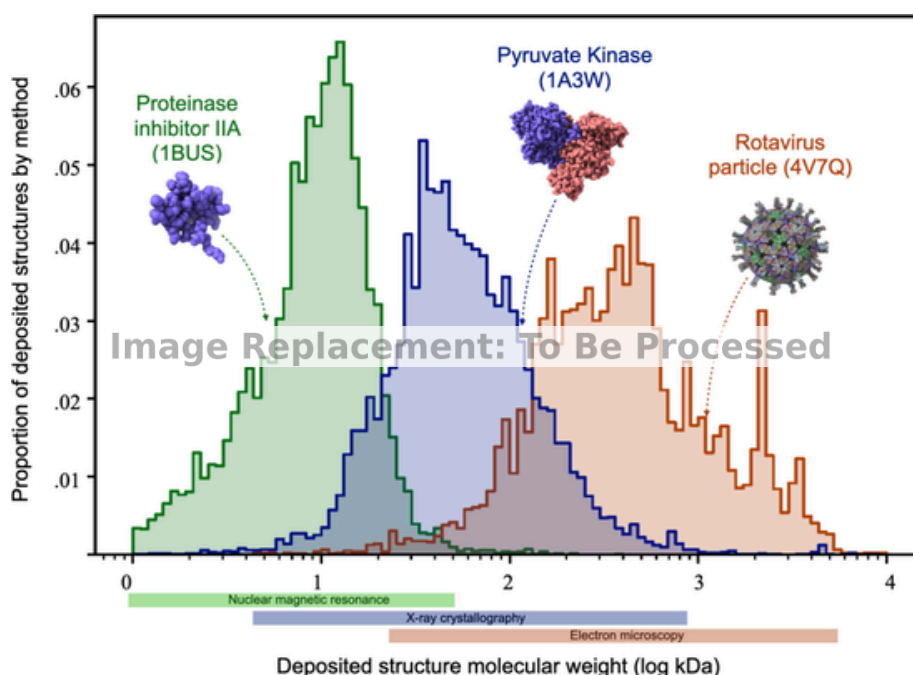 Proportion of deposited structures by method
.06
.05
.04
.03
.02
.01
Proteinase
inhibitor IIA
(1BUS)
Pyruvate Kinase
(1A3W)
Rotavirus
particle (4V7Q)
Image Replacement: To Be Processed
0 1 2 3 4
Nuclear magnetic resonance
X-ray crystallography
Electron microscopy
Deposited structure molecular weight (log kDa)